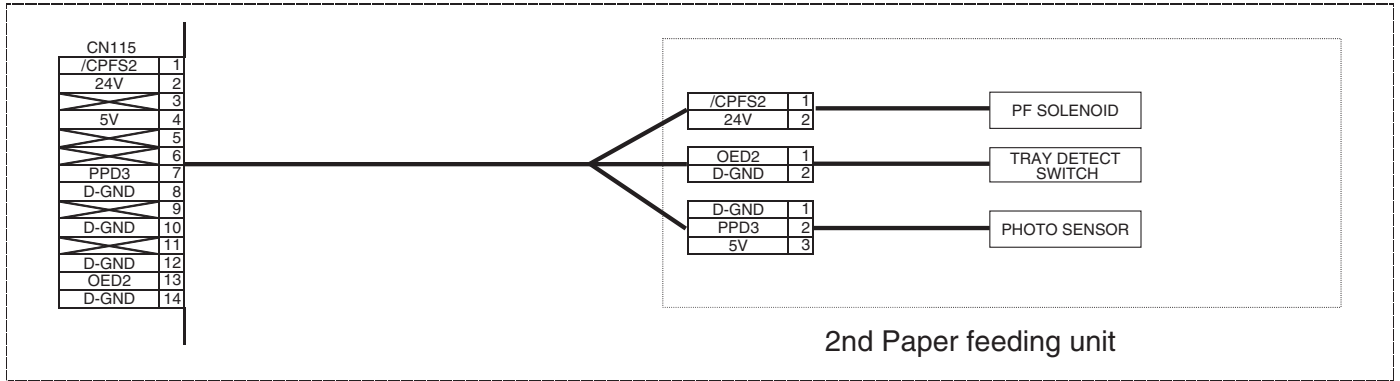 CN115
/CPFS2 1
24V 2
3
5V 4
5
6
PPD3 7
D-GND 8
9
D-GND 10
11
D-GND 12
OED2 13
D-GND 14
/CPFS2 1
24V 2
PF SOLENOID
OED2 1
D-GND 2
TRAY DETECT
SWITCH
D-GND 1
PPD3 2
5V 3
PHOTO SENSOR
2nd Paper feeding unit